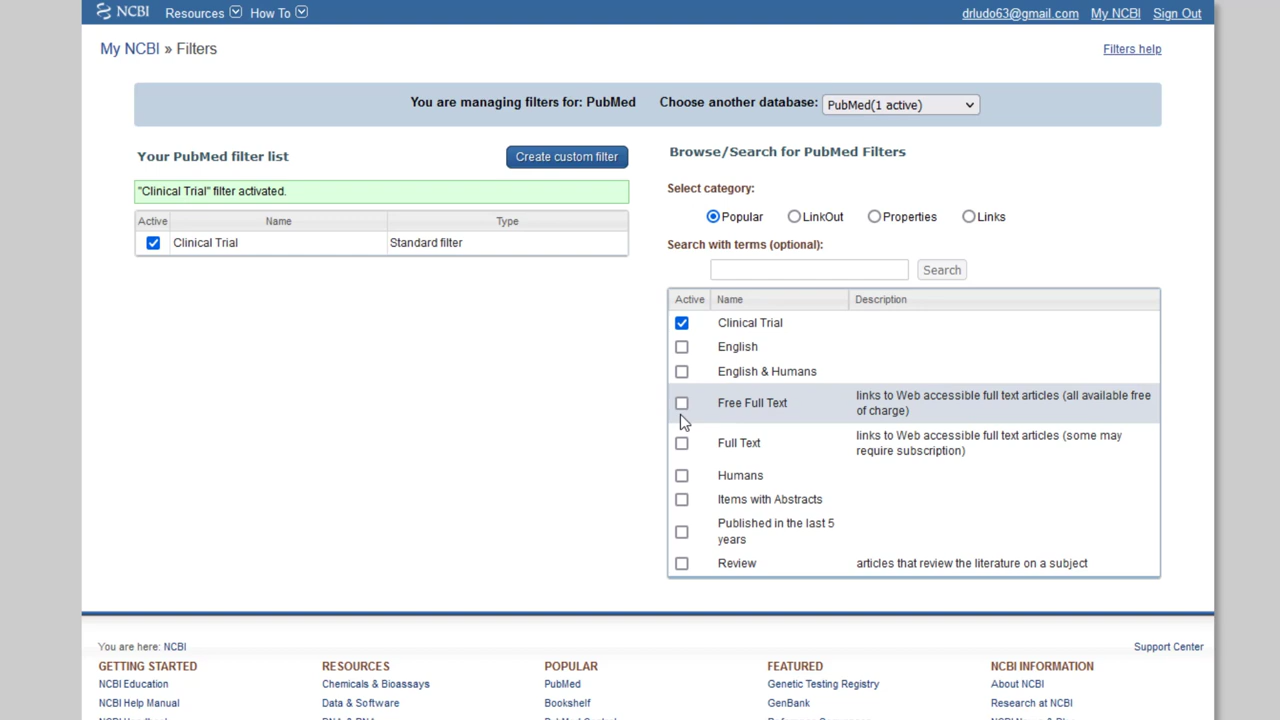 NCBI Resources How To drludo63@gmail.com My NCBI Sign Out
My NCBI » Filters Filters help
You are managing filters for: PubMed Choose another database: PubMed(1 active)
Your PubMed filter list Create custom filter
"Clinical Trial" filter activated.
Active Name Type
Clinical Trial Standard filter
Browse/Search for PubMed Filters
Select category:
Popular LinkOut Properties Links
Search with terms (optional):
Search
Active Name Description
Clinical Trial
English
English & Humans
Free Full Text links to Web accessible full text articles (all available free
of charge)
Full Text links to Web accessible full text articles (some may
require subscription)
Humans
Items with Abstracts
Published in the last 5
years
Review articles that review the literature on a subject
You are here: NCBI Support Center
GETTING STARTED RESOURCES POPULAR FEATURED NCBI INFORMATION
NCBI Education Chemicals & Bioassays PubMed Genetic Testing Registry About NCBI
NCBI Help Manual Data & Software Bookshelf GenBank Research at NCBI